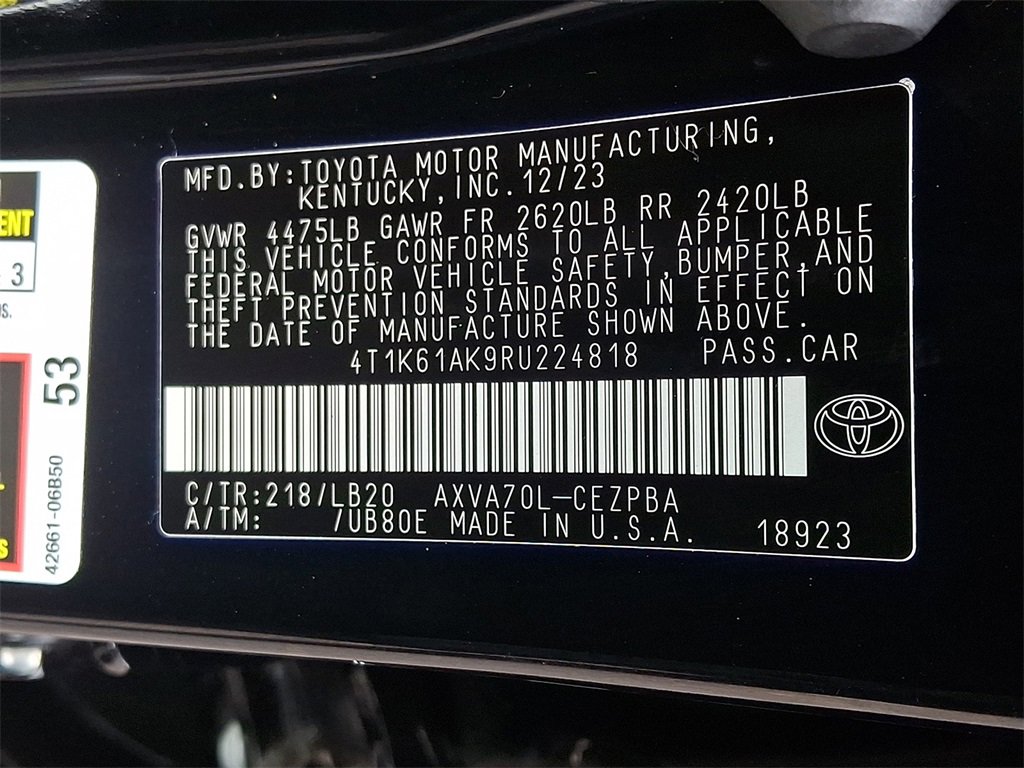 MFD.BY:TOYOTA MOTOR MANUFACTURING,
KENTUCKY,INC.12/23
GVWR 4475LB GAWR FR 2620LB RR 2420LB
THIS VEHICLE CONFORMS TO ALL APPLICABLE
FEDERAL MOTOR VEHICLE SAFETY,BUMPER,AND
THEFT PREVENTION STANDARDS IN EFFECT ON
THE DATE OF MANUFACTURE SHOWN ABOVE.
4T1K61AK9RU224818 PASS.CAR
C/TR:218/LB20 AXVA70L-CEZPBA
A/TM: /UB80E MADE IN U.S.A. 18923
3
53
42661-06B50